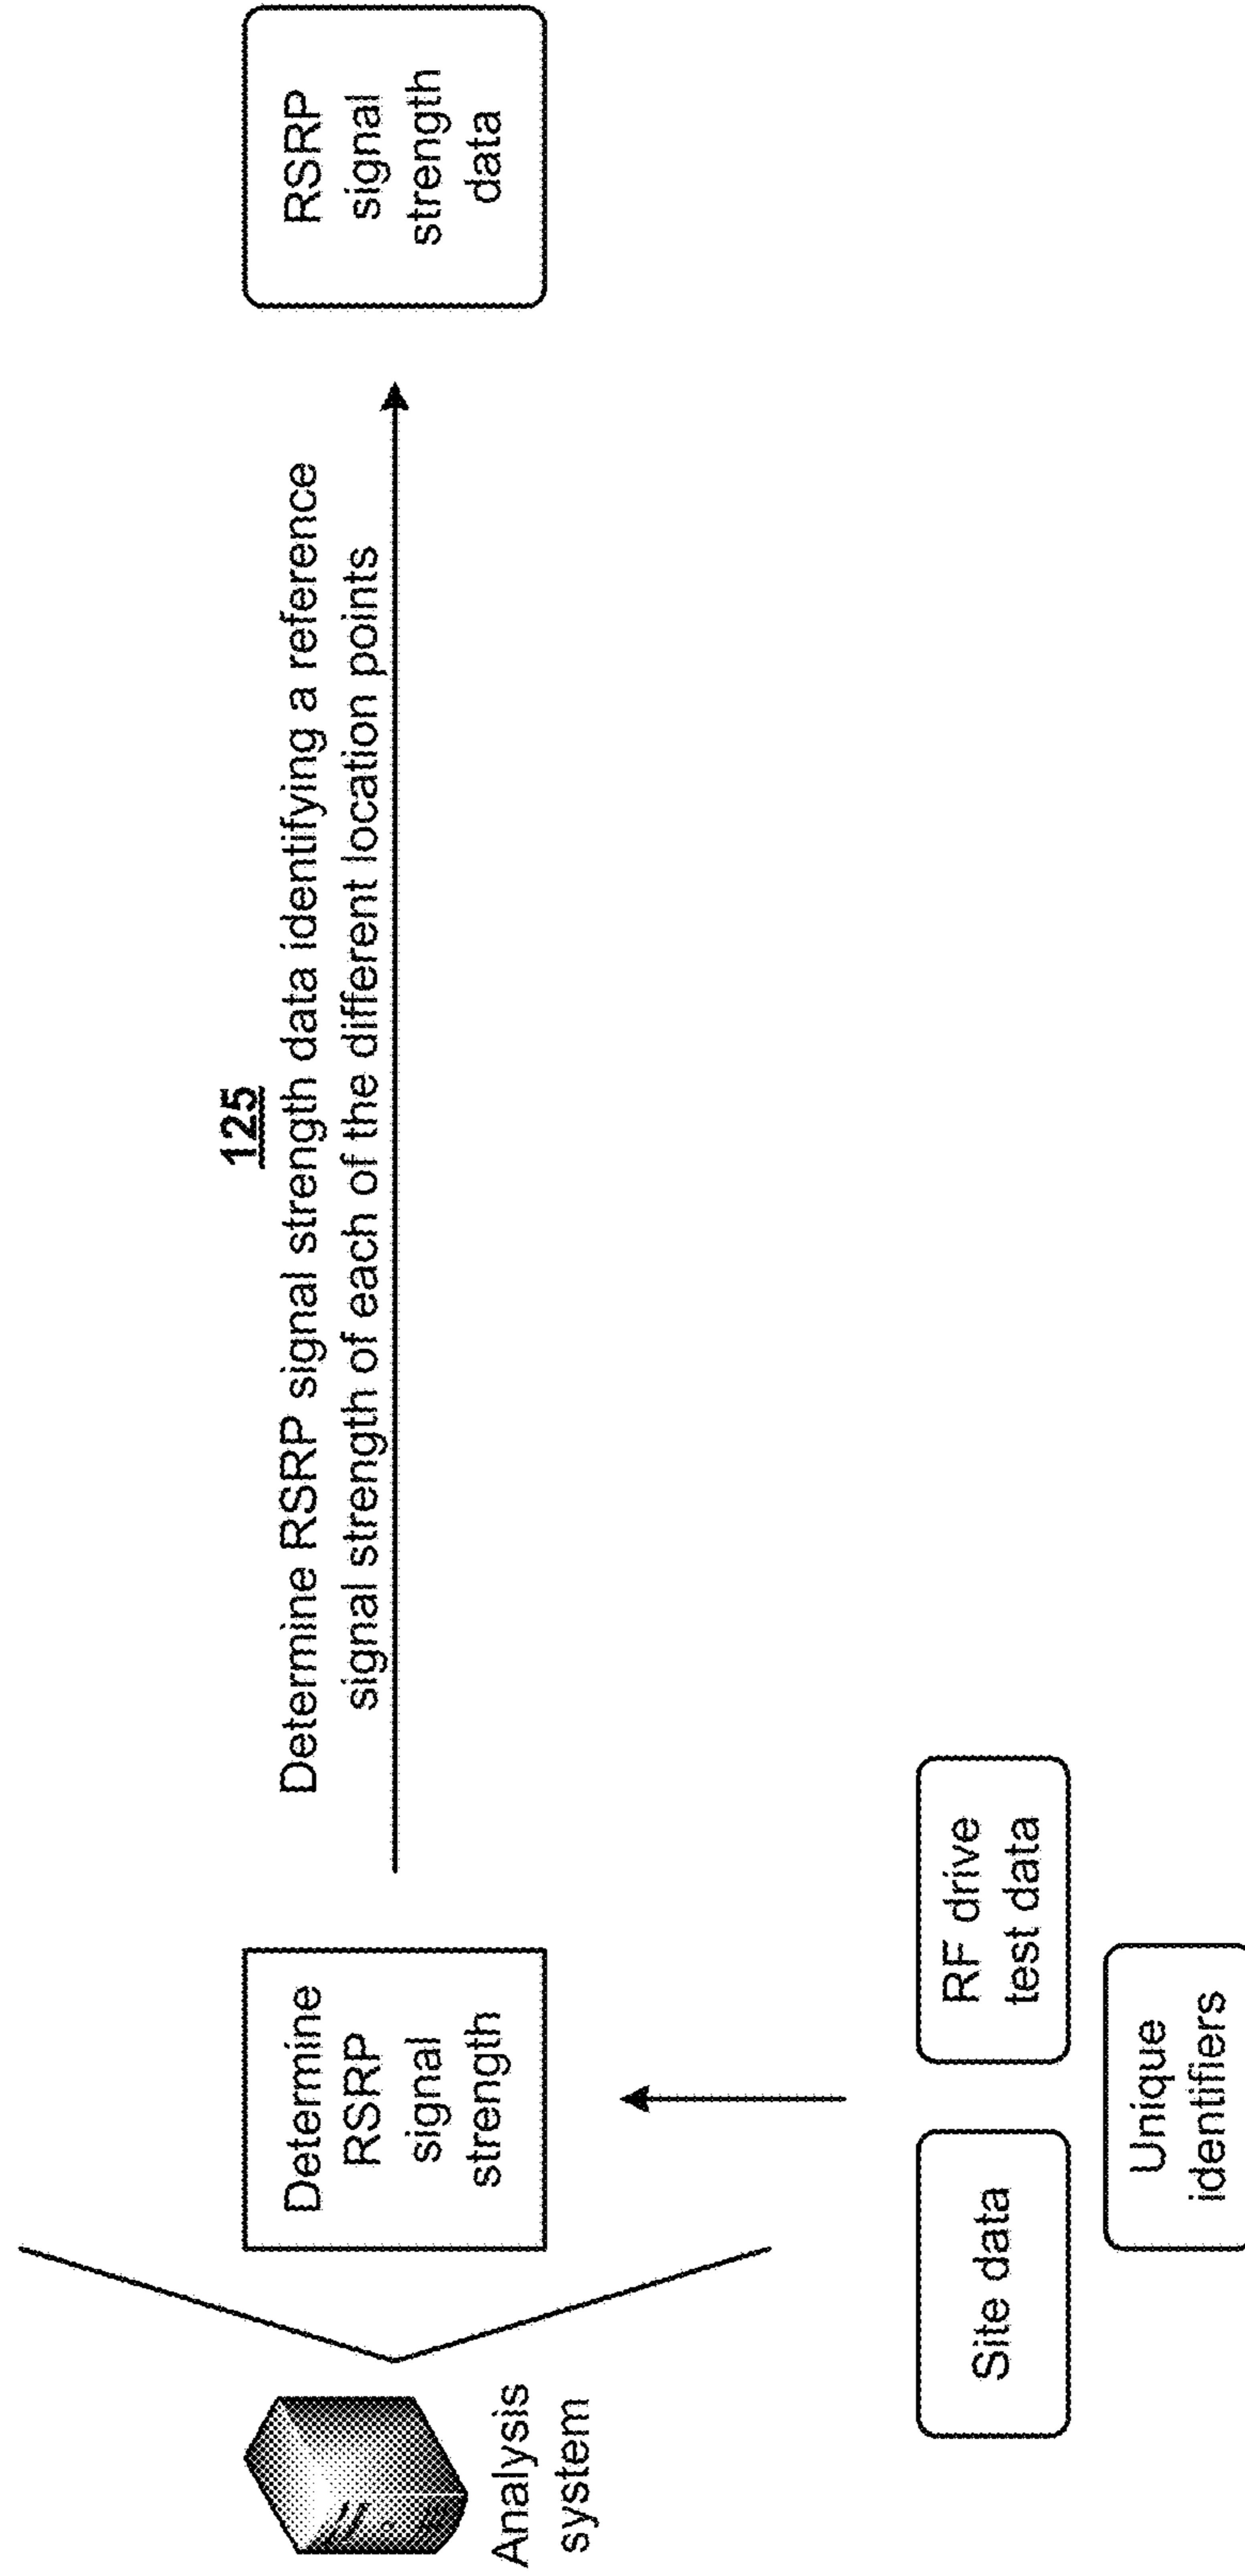 125
Determine RSRP signal strength data identifying a reference
signal strength of each of the different location points
Analysis
system
Determine
RSRP
signal
strength
RSRP
signal
strength
data
Site data
RF drive
test data
Unique
identifiers